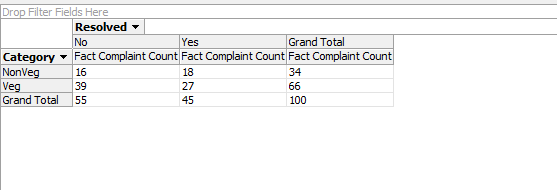 Drop Filter Fields Here
Resolved
No Yes Grand Total
Category Fact Complaint Count Fact Complaint Count Fact Complaint Count
NonVeg 16 18 34
Veg 39 27 66
Grand Total 55 45 100